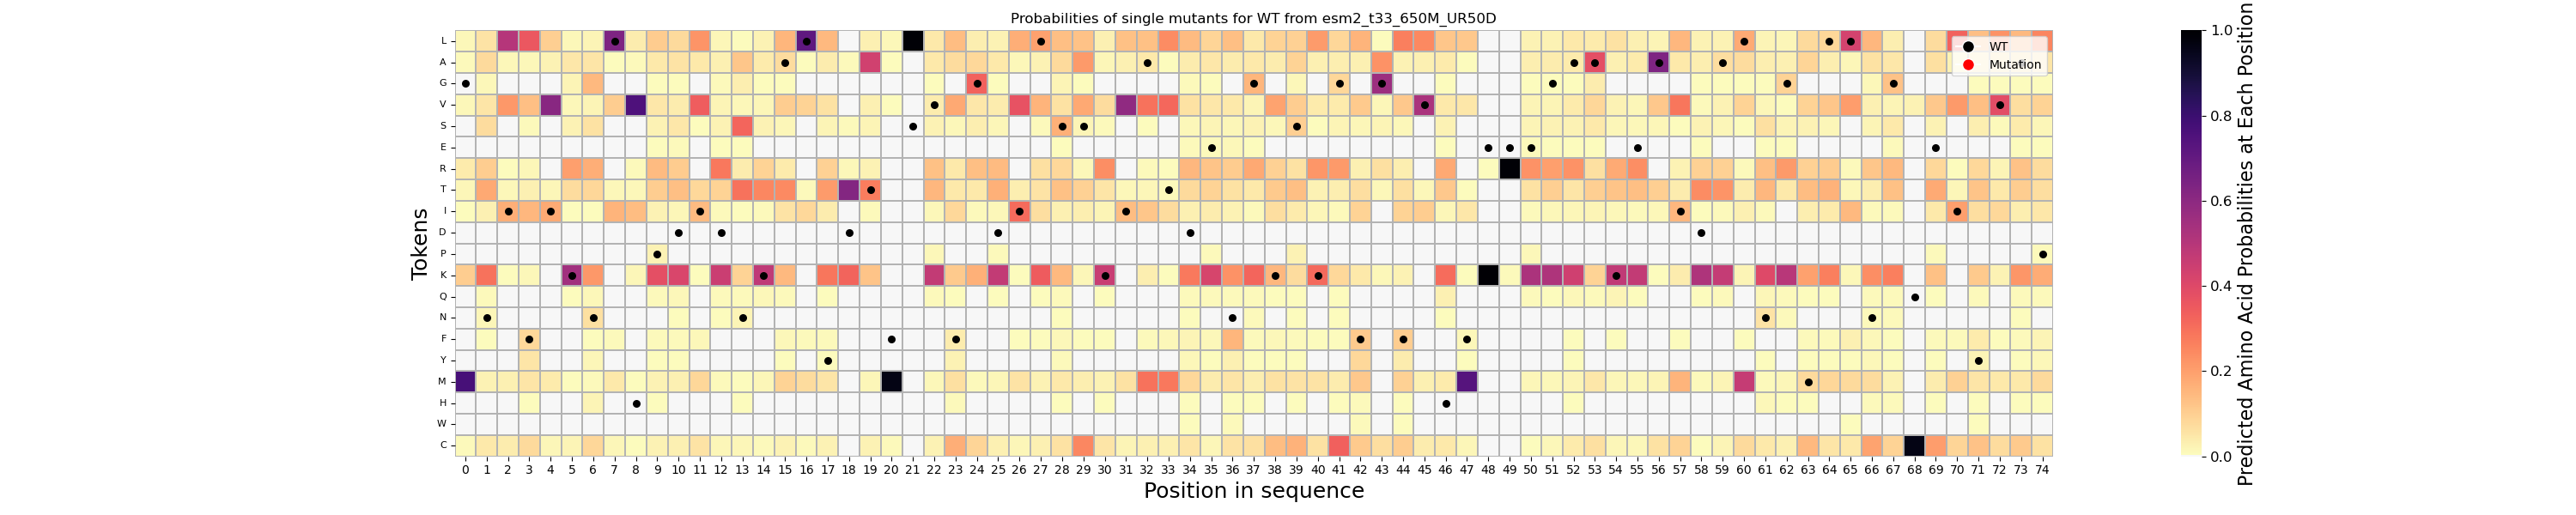 Probabilities of single mutants for WT from esm2_t33_650M_UR50D
L
A
G
V
S
E
R
T
I
D
P
K
Q
N
F
Y
M
H
W
C
Tokens
0 1 2 3 4 5 6 7 8 9 10 11 12 13 14 15 16 17 18 19 20 21 22 23 24 25 26 27 28 29 30 31 32 33 34 35 36 37 38 39 40 41 42 43 44 45 46 47 48 49 50 51 52 53 54 55 56 57 58 59 60 61 62 63 64 65 66 67 68 69 70 71 72 73 74
Position in sequence
WT
Mutation
1.0
0.8
0.6
0.4
0.2
0.0
Predicted Amino Acid Probabilities at Each Position